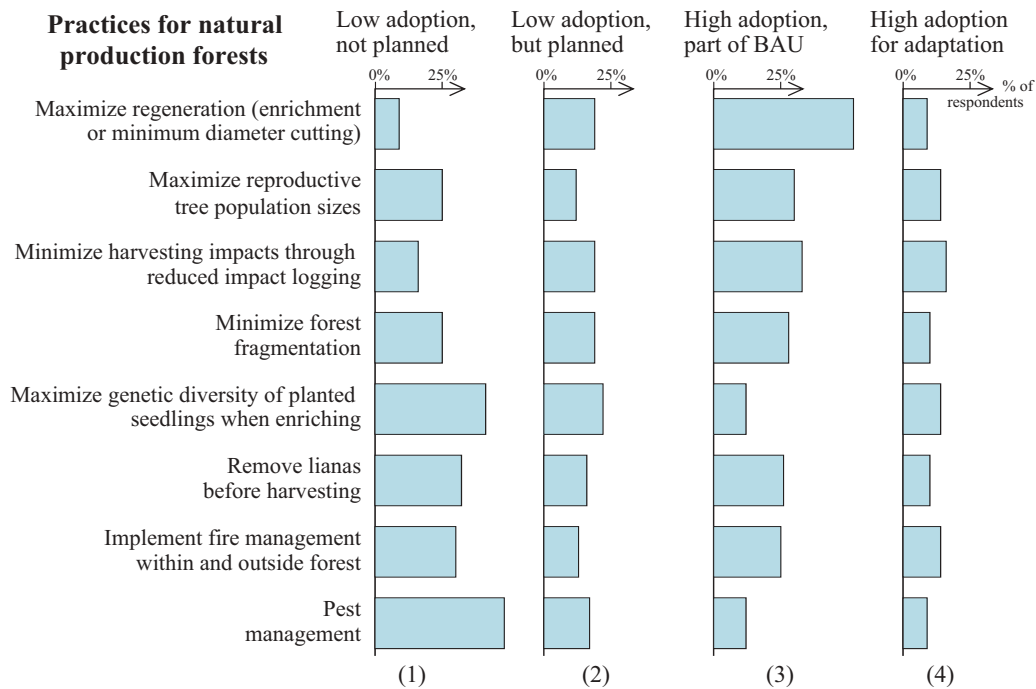 Practices for natural
production forests
Low adoption,
not planned
Low adoption,
but planned
High adoption,
part of BAU
High adoption
for adaptation
0% 25%
0% 25%
0% 25%
0% 25%
% of
respondents
Maximize regeneration (enrichment
or minimum diameter cutting)
Maximize reproductive
tree population sizes
Minimize harvesting impacts through
reduced impact logging
Minimize forest
fragmentation
Maximize genetic diversity of planted
seedlings when enriching
Remove lianas
before harvesting
Implement fire management
within and outside forest
Pest
management
(1) (2) (3) (4)